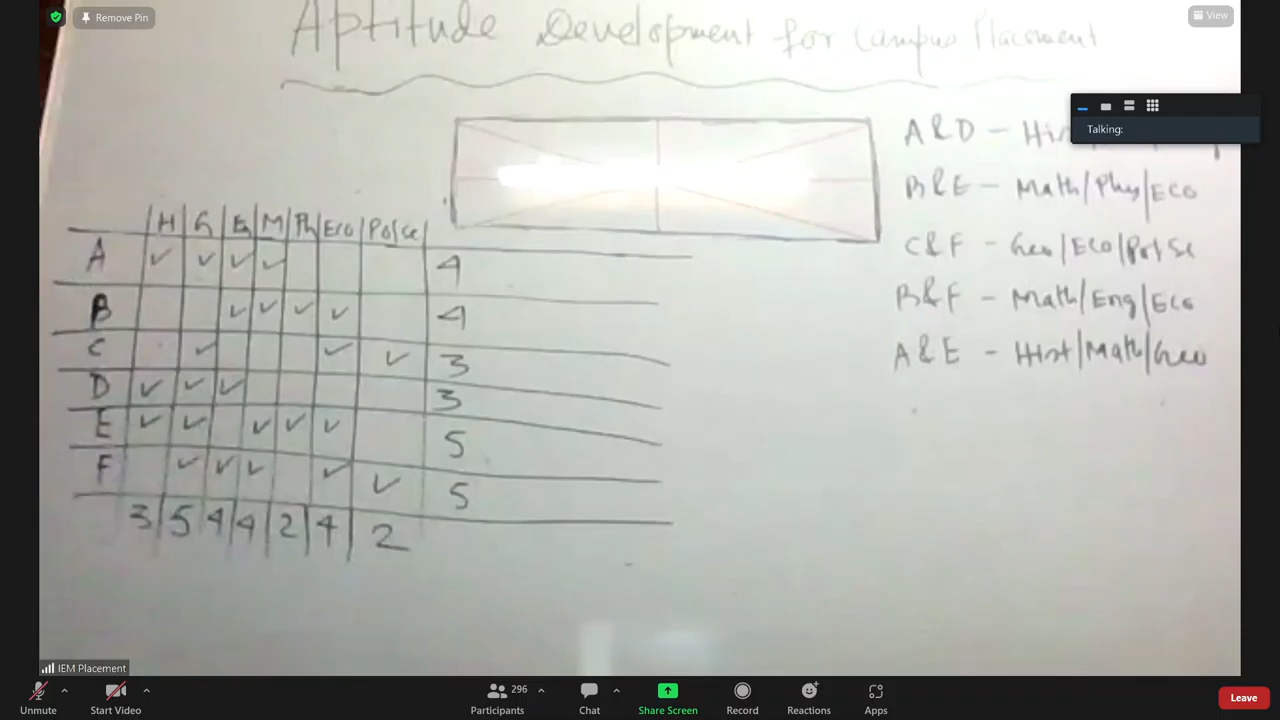 Remove Pin
View
Aptitude Development for Campus Placement
Talking:
A & D - Hist
B & E - Math/Phy/Eco
C & F - Geo/Eco/Pol Sc
B & F - Math/Eng/Eco
A & E - Hist/Math/Geo
H G En M Ph Eco Pol Sc
A ✓ ✓ ✓ ✓ 4
B ✓ ✓ ✓ ✓ 4
C ✓ ✓ ✓ 3
D ✓ ✓ ✓ 3
E ✓ ✓ ✓ ✓ ✓ 5
F ✓ ✓ ✓ ✓ ✓ 5
3 5 4 4 2 4 2
IEM Placement
Unmute Start Video Participants 296 Chat Share Screen Record Reactions Apps Leave